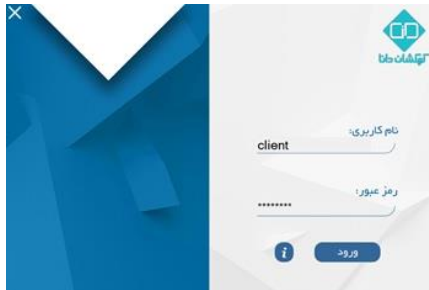 کهکشان دانا
نام کاربری:
client
رمز عبور:
********
ورود
i